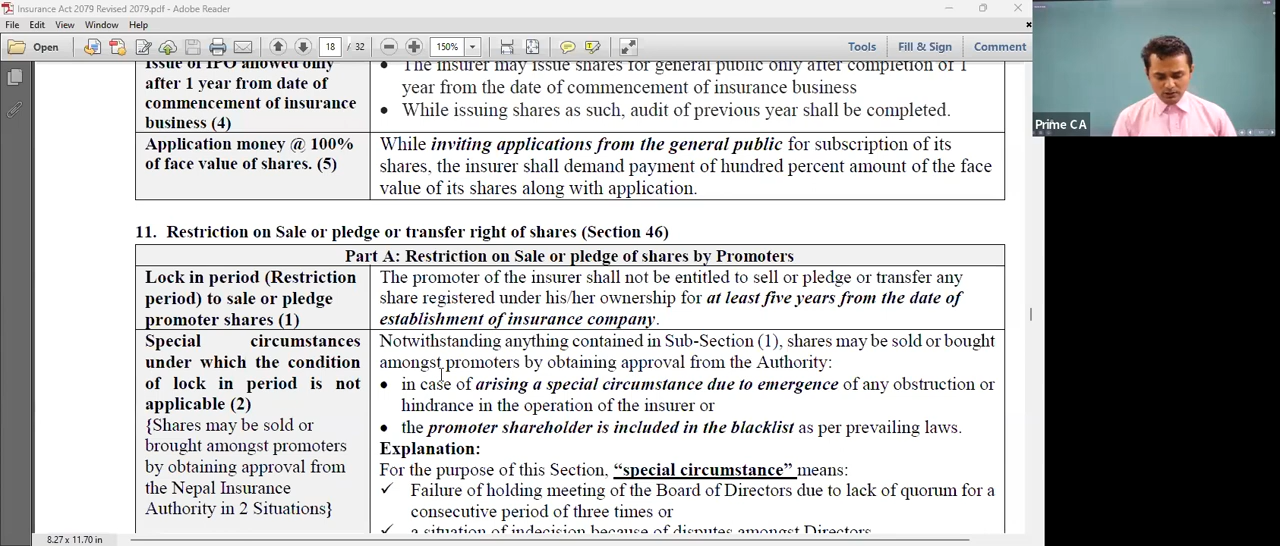 Insurance Act 2079 Revised 2079.pdf - Adobe Reader
File Edit View Window Help
Open 18 / 32 150% Tools Fill & Sign Comment
Prime CA
Issue of IPO allowed only
after 1 year from date of
commencement of insurance
business (4)
• The insurer may issue shares for general public only after completion of 1
year from the date of commencement of insurance business
• While issuing shares as such, audit of previous year shall be completed.
Application money @ 100%
of face value of shares. (5)
While inviting applications from the general public for subscription of its
shares, the insurer shall demand payment of hundred percent amount of the face
value of its shares along with application.
11. Restriction on Sale or pledge or transfer right of shares (Section 46)
Part A: Restriction on Sale or pledge of shares by Promoters
Lock in period (Restriction
period) to sale or pledge
promoter shares (1)
The promoter of the insurer shall not be entitled to sell or pledge or transfer any
share registered under his/her ownership for at least five years from the date of
establishment of insurance company.
Special circumstances
under which the condition
of lock in period is not
applicable (2)
{Shares may be sold or
brought amongst promoters
by obtaining approval from
the Nepal Insurance
Authority in 2 Situations}
Notwithstanding anything contained in Sub-Section (1), shares may be sold or bought
amongst promoters by obtaining approval from the Authority:
• in case of arising a special circumstance due to emergence of any obstruction or
hindrance in the operation of the insurer or
• the promoter shareholder is included in the blacklist as per prevailing laws.
Explanation:
For the purpose of this Section, “special circumstance” means:
✓ Failure of holding meeting of the Board of Directors due to lack of quorum for a
consecutive period of three times or
✓ a situation of indecision because of disputes amongst Directors
8.27 x 11.70 in